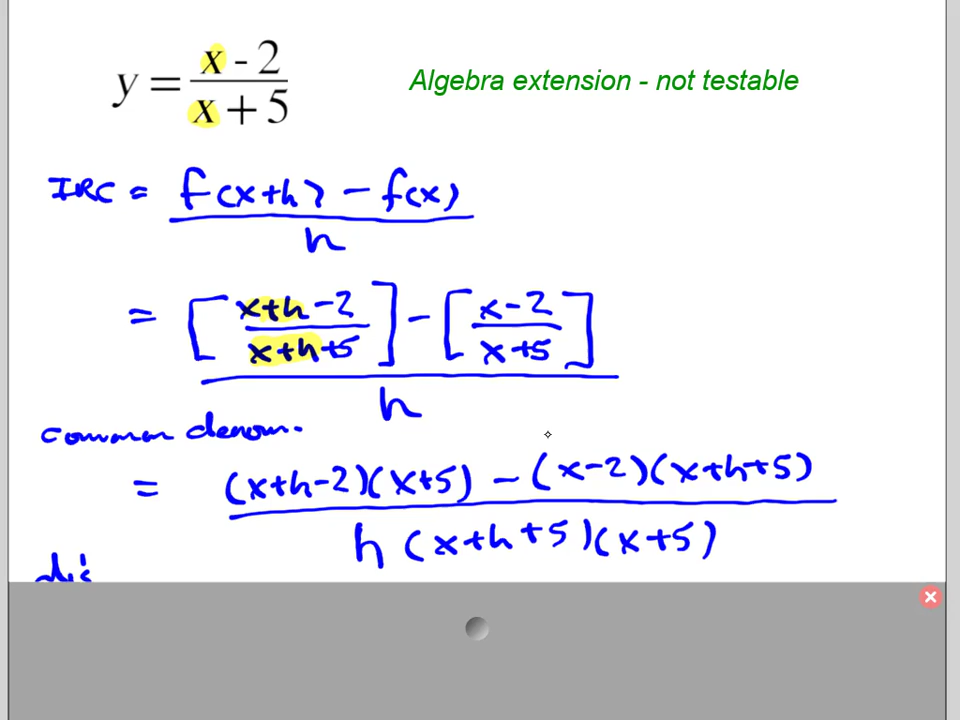 y = (x - 2)/(x + 5)
Algebra extension - not testable
IRC = (f(x+h) - f(x))/h
= ([(x+h-2)/(x+h+5)] - [(x-2)/(x+5)])/h
common denom.
= ((x+h-2)(x+5) - (x-2)(x+h+5))/(h(x+h+5)(x+5))